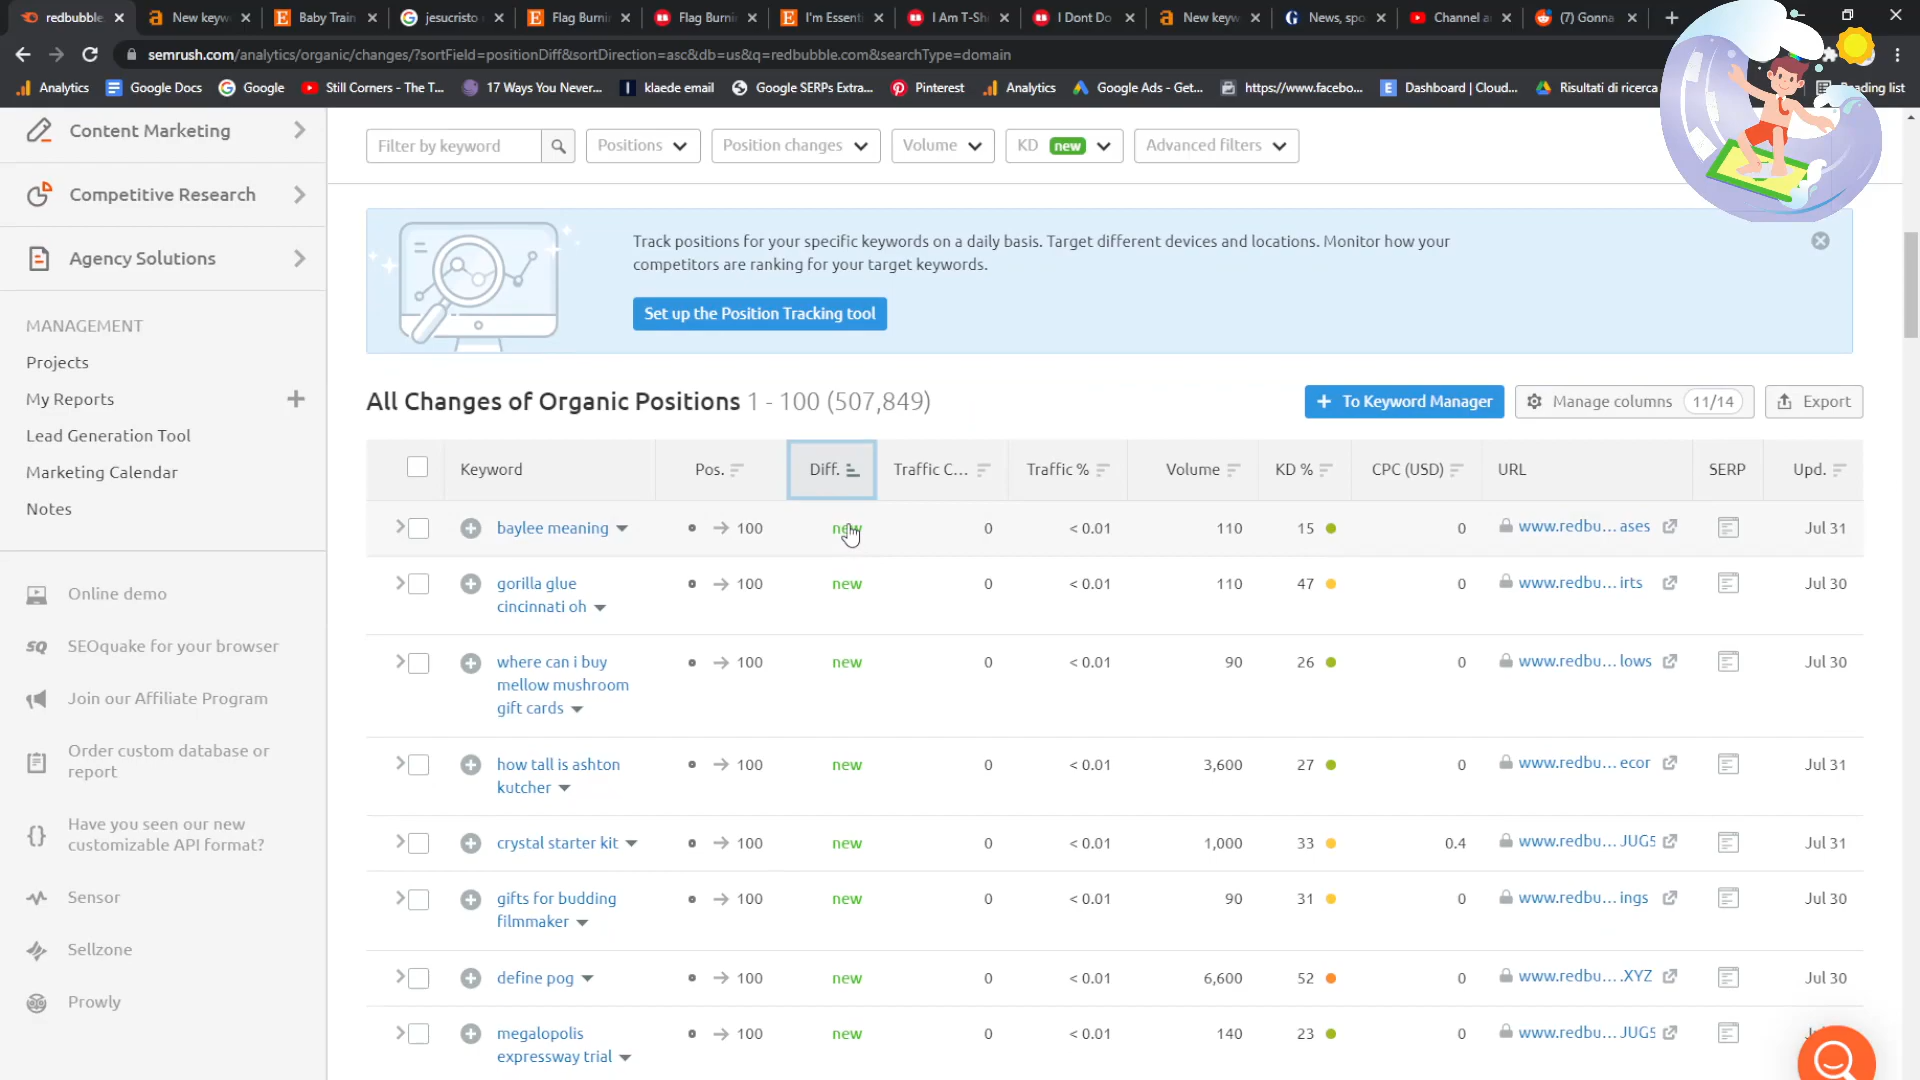 redbubble. New keyw Baby Train jesucristo Flag Burni Flag Burni I'm Essent I Am T-Sh I Dont Do New keyw News, spo Channel a (7) Gonna
semrush.com/analytics/organic/changes/?sortField=positionDiff&sortDirection=asc&db=us&q=redbubble.com&searchType=domain
Analytics Google Docs Google Still Corners - The T... 17 Ways You Never... klaede email Google SERPs Extra... Pinterest Analytics Google Ads - Get... https://www.facebo... Dashboard | Cloud... Risultati di ricerca Reading list
Content Marketing
Competitive Research
Agency Solutions
MANAGEMENT
Projects
My Reports
Lead Generation Tool
Marketing Calendar
Notes
Online demo
SEOquake for your browser
Join our Affiliate Program
Order custom database or
report
Have you seen our new
customizable API format?
Sensor
Sellzone
Prowly
Filter by keyword Positions Position changes Volume KD new Advanced filters
Track positions for your specific keywords on a daily basis. Target different devices and locations. Monitor how your
competitors are ranking for your target keywords.
Set up the Position Tracking tool
All Changes of Organic Positions 1 - 100 (507,849)
To Keyword Manager Manage columns 11/14 Export
Keyword Pos. Diff. Traffic C... Traffic % Volume KD % CPC (USD) URL SERP Upd.
baylee meaning 100 new 0 < 0.01 110 15 0 www.redbu... ases Jul 31
gorilla glue
cincinnati oh 100 new 0 < 0.01 110 47 0 www.redbu... irts Jul 30
where can i buy
mellow mushroom
gift cards 100 new 0 < 0.01 90 26 0 www.redbu... lows Jul 30
how tall is ashton
kutcher 100 new 0 < 0.01 3,600 27 0 www.redbu... ecor Jul 31
crystal starter kit 100 new 0 < 0.01 1,000 33 0.4 www.redbu... JUG5 Jul 31
gifts for budding
filmmaker 100 new 0 < 0.01 90 31 0 www.redbu... ings Jul 30
define pog 100 new 0 < 0.01 6,600 52 0 www.redbu... .XYZ Jul 30
megalopolis
expressway trial 100 new 0 < 0.01 140 23 0 www.redbu... JUG5